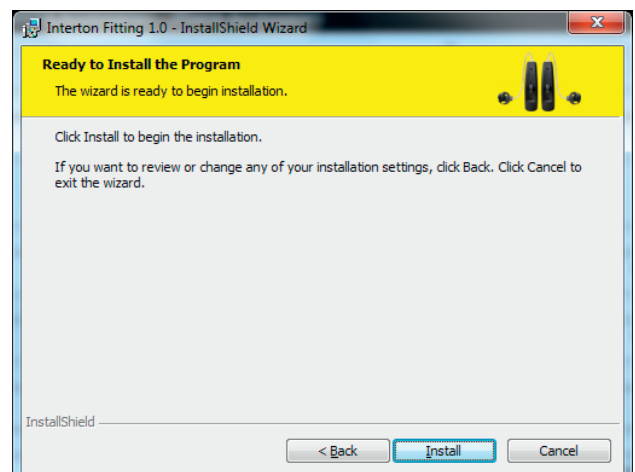 Interton Fitting 1.0 - InstallShield Wizard
Ready to Install the Program
The wizard is ready to begin installation.
Click Install to begin the installation.
If you want to review or change any of your installation settings, click Back. Click Cancel to
exit the wizard.
InstallShield
< Back
Install
Cancel